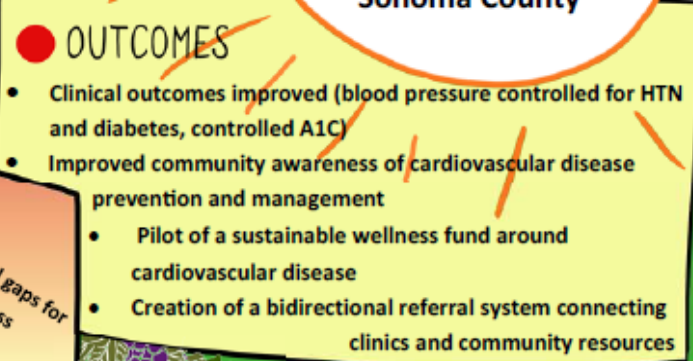 Sonoma County
OUTCOMES
• Clinical outcomes improved (blood pressure controlled for HTN
and diabetes, controlled A1C)
• Improved community awareness of cardiovascular disease
prevention and management
• Pilot of a sustainable wellness fund around
cardiovascular disease
• Creation of a bidirectional referral system connecting
clinics and community resources
gaps for